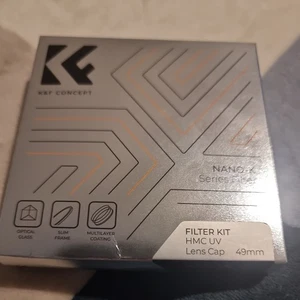 K&F CONCEPT
NANO-K
Series Filter
OPTICAL
GLASS
SLIM
FRAME
MULTILAYER
COATING
FILTER KIT
HMC UV
Lens Cap 49mm